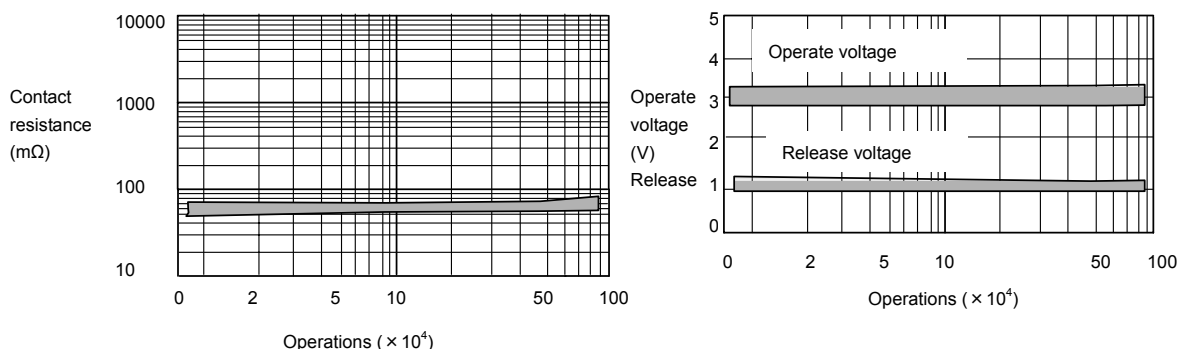 10000
1000
100
10
Contact
resistance
(mΩ)
0 2 5 10 50 100
Operations ( × 10⁴)
5
4
3
2
1
0
Operate
voltage
(V)
Release
Operate voltage
Release voltage
0 2 5 10 50 100
Operations ( × 10⁴)